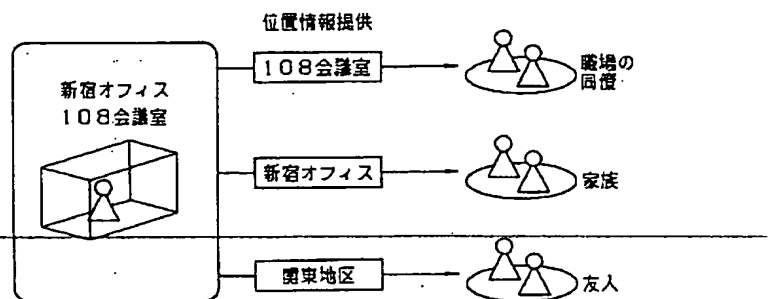 位置情報提供
新宿オフィス
108会議室
108会議室
職場の
同僚
新宿オフィス
家族
関東地区
友人